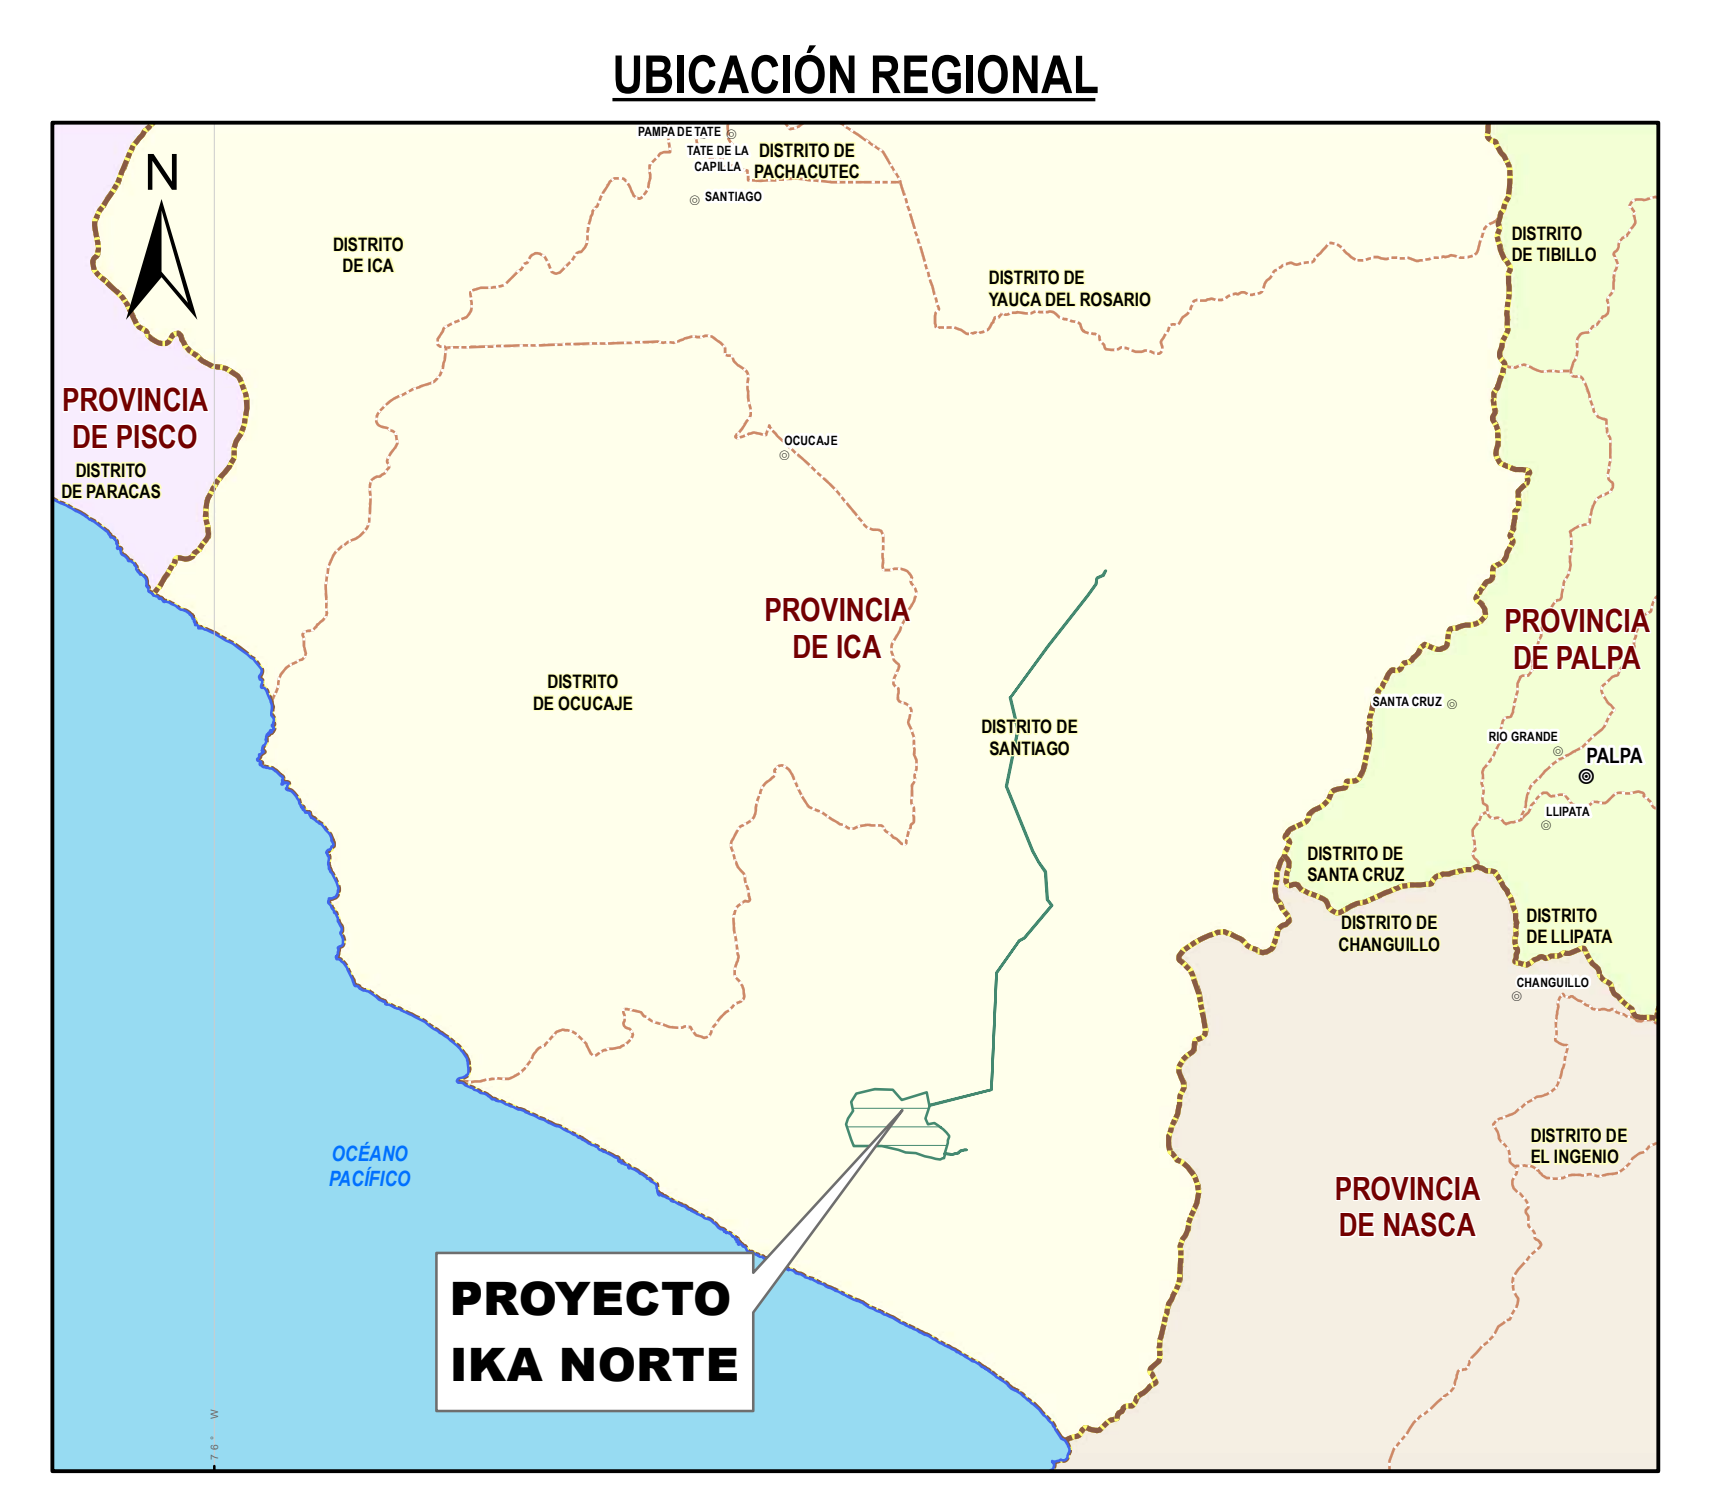 UBICACIÓN REGIONAL
PAMPA DE TATE
TATE DE LA
CAPILLA
DISTRITO DE
PACHACUTEC
N
SANTIAGO
DISTRITO
DE ICA
DISTRITO
DE TIBILLO
DISTRITO DE
YAUCA DEL ROSARIO
PROVINCIA
DE PISCO
DISTRITO
DE PARACAS
OCUCAJE
PROVINCIA
DE ICA
PROVINCIA
DE PALPA
DISTRITO
DE OCUCAJE
SANTA CRUZ
DISTRITO DE
SANTIAGO
RIO GRANDE
PALPA
LLIPATA
DISTRITO DE
SANTA CRUZ
DISTRITO DE
CHANGUILLO
DISTRITO
DE LLIPATA
CHANGUILLO
OCÉANO
PACÍFICO
DISTRITO DE
EL INGENIO
PROVINCIA
DE NASCA
PROYECTO
IKA NORTE
76° W